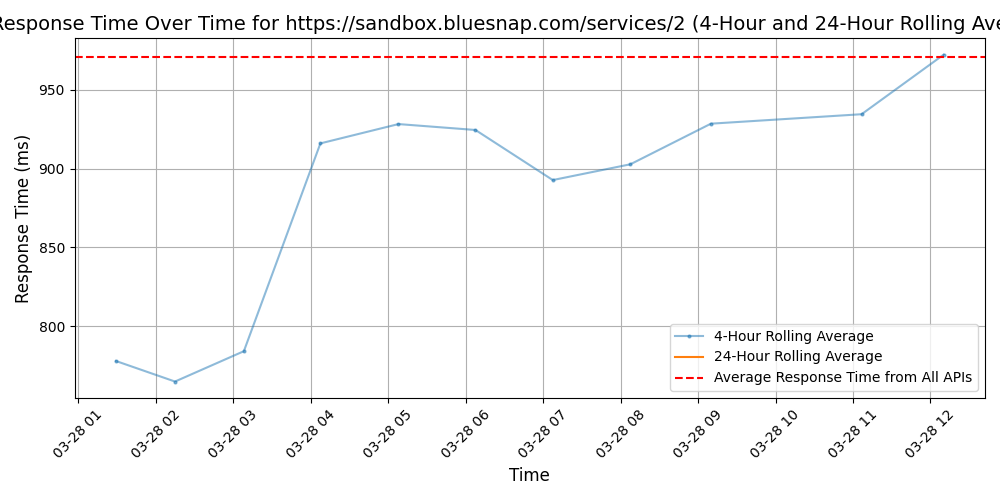 Response Time Over Time for https://sandbox.bluesnap.com/services/2 (4-Hour and 24-Hour Rolling Ave
Response Time (ms)
950
900
850
800
4-Hour Rolling Average
24-Hour Rolling Average
Average Response Time from All APIs
03-28 01
03-28 02
03-28 03
03-28 04
03-28 05
03-28 06
03-28 07
03-28 08
03-28 09
03-28 10
03-28 11
03-28 12
Time